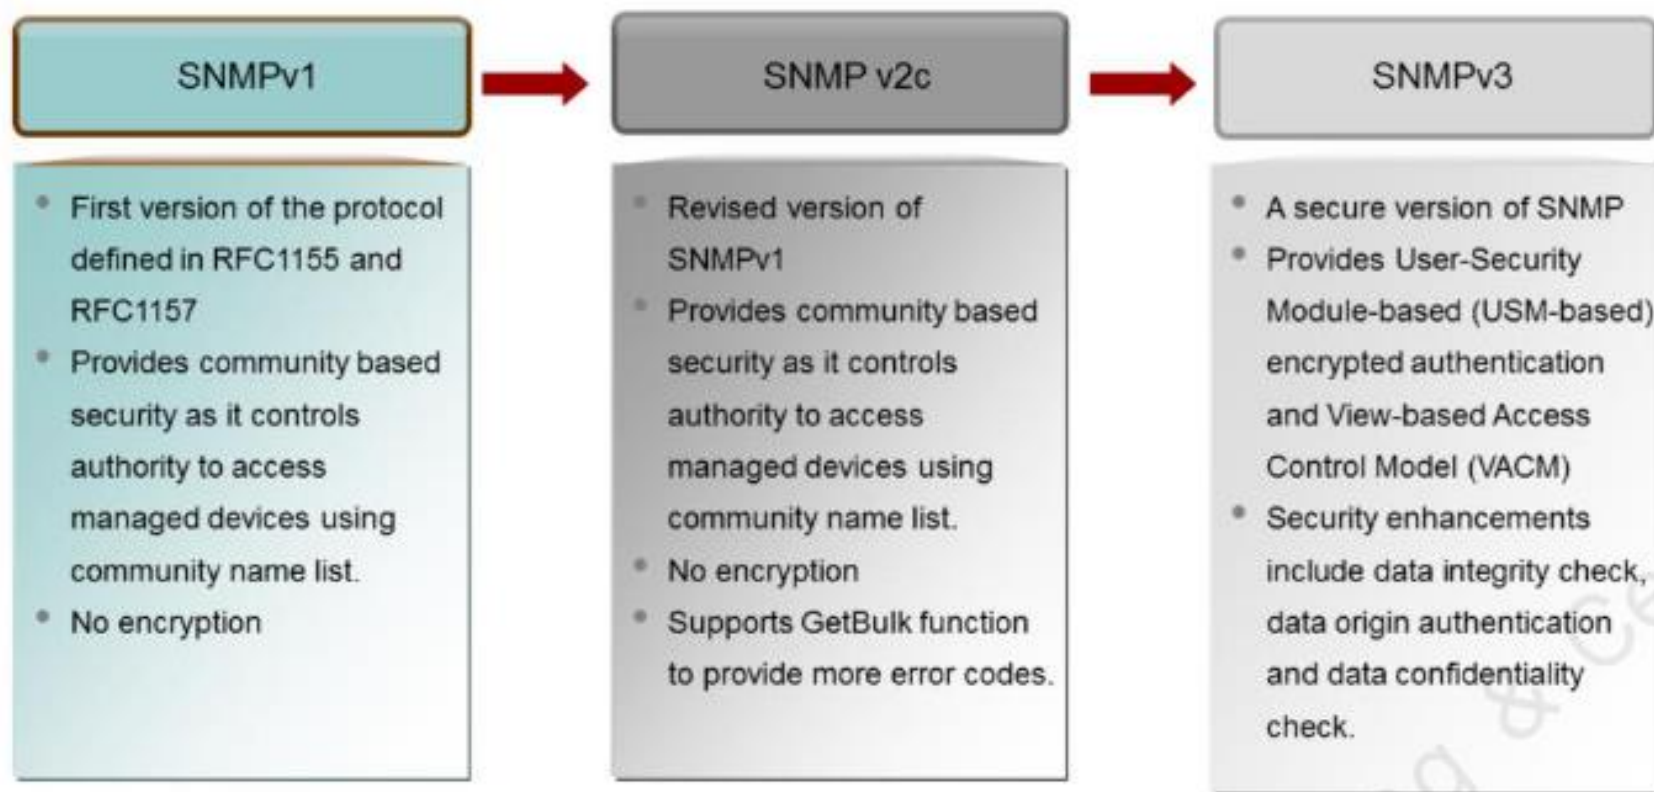 SNMPv1
First version of the protocol
defined in RFC1155 and
RFC1157
Provides community based
security as it controls
authority to access
managed devices using
community name list.
No encryption
SNMP v2c
Revised version of
SNMPv1
Provides community based
security as it controls
authority to access
managed devices using
community name list.
No encryption
Supports GetBulk function
to provide more error codes.
SNMPv3
A secure version of SNMP
Provides User-Security
Module-based (USM-based)
encrypted authentication
and View-based Access
Control Model (VACM)
Security enhancements
include data integrity check,
data origin authentication
and data confidentiality
check.